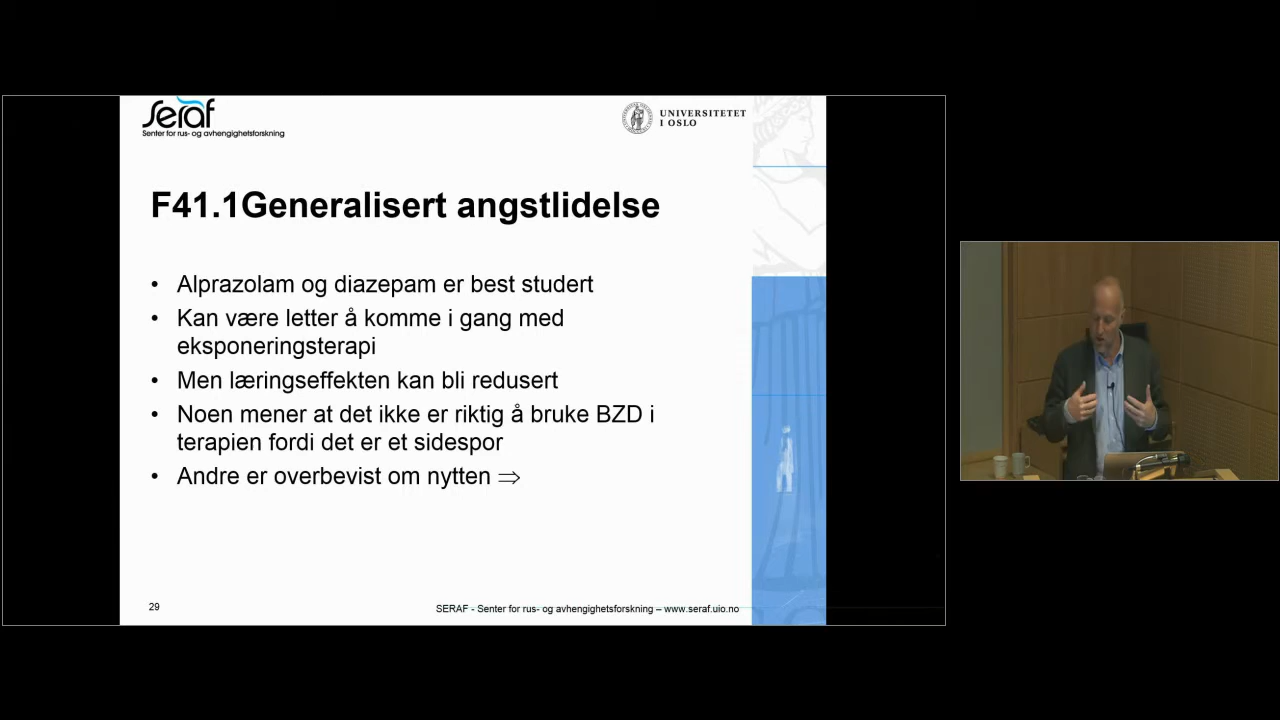 seraf
Senter for rus- og avhengighetsforskning
UNIVERSITETET
I OSLO
F41.1Generalisert angstlidelse
• Alprazolam og diazepam er best studert
• Kan være letter å komme i gang med
eksponeringsterapi
• Men læringseffekten kan bli redusert
• Noen mener at det ikke er riktig å bruke BZD i
terapien fordi det er et sidespor
• Andre er overbevist om nytten ⇒
29
SERAF - Senter for rus- og avhengighetsforskning – www.seraf.uio.no